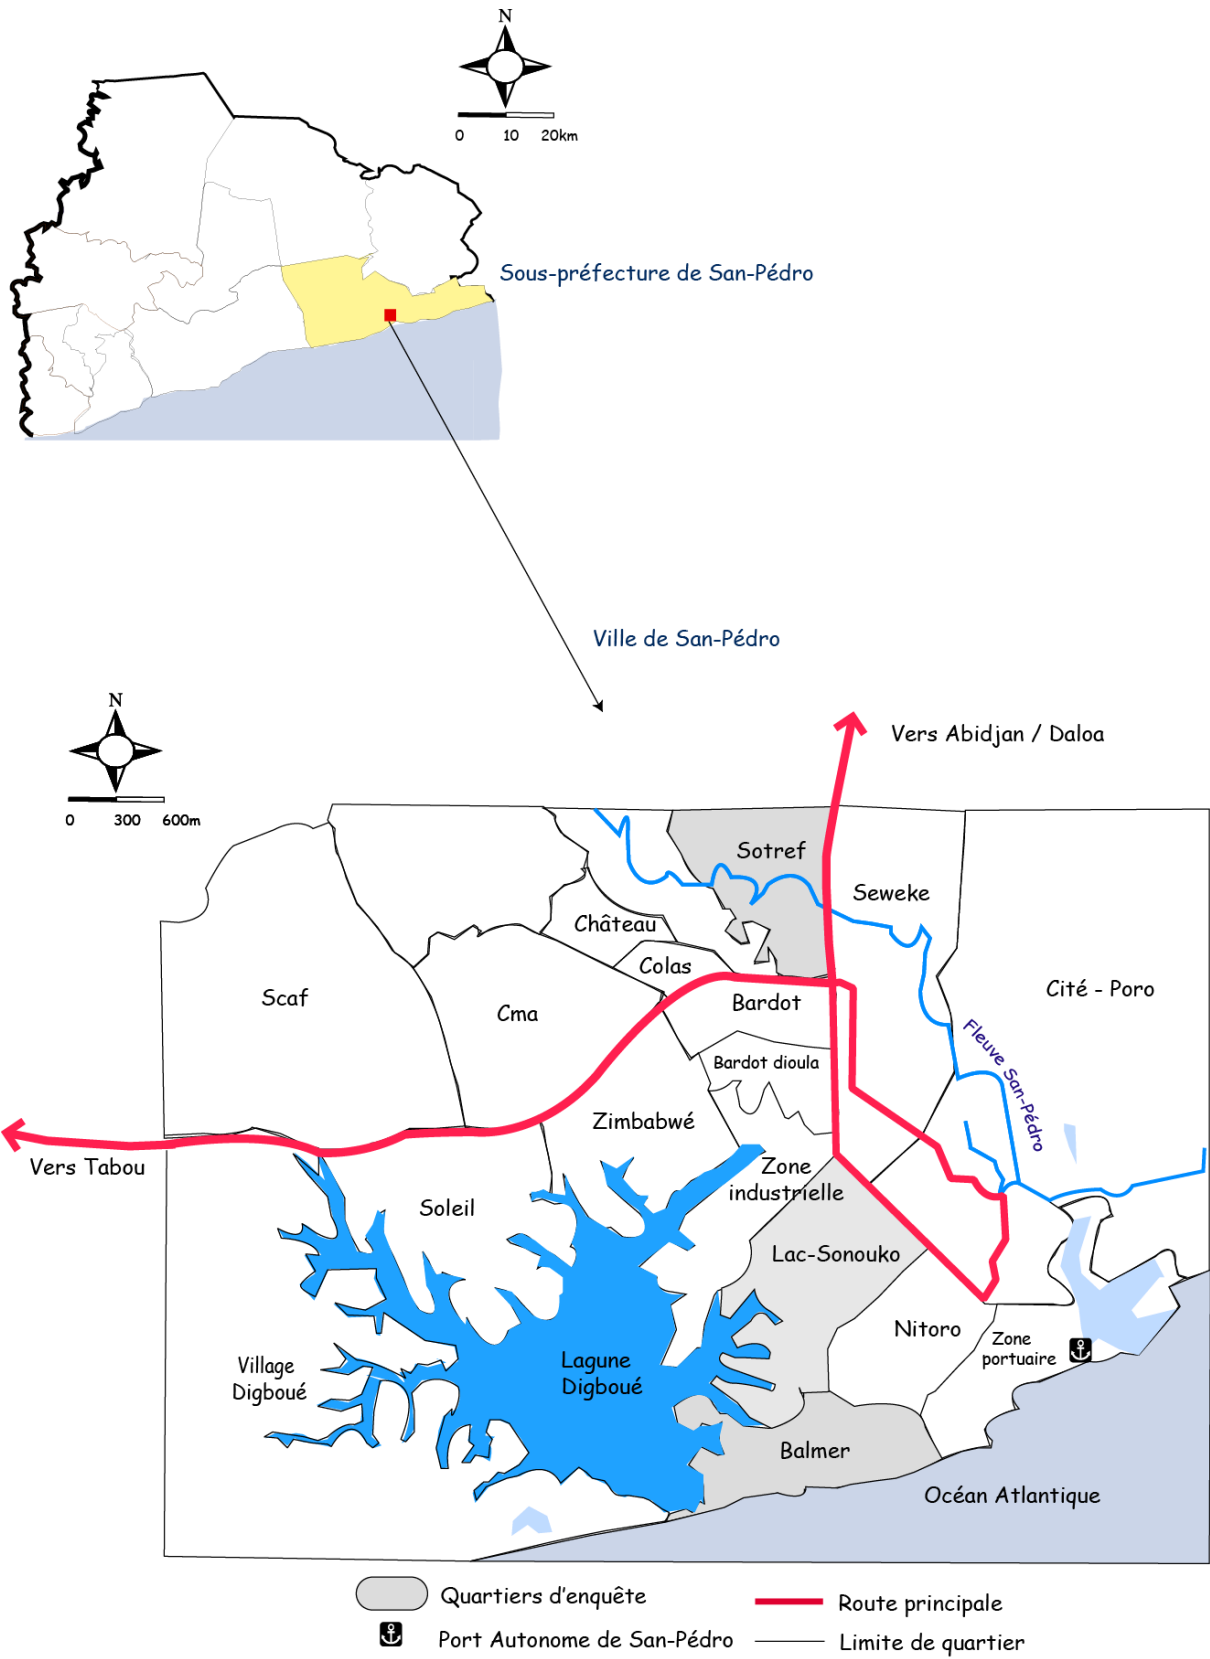 N
0 10 20km
Sous-préfecture de San-Pédro
Ville de San-Pédro
N
0 300 600m
Vers Abidjan / Daloa
Sotref
Seweke
Château
Colas
Scaf
Cma
Bardot
Cité - Poro
Bardot dioula
Fleuve San-Pédro
Zimbabwé
Vers Tabou
Zone
industrielle
Soleil
Lac-Sonouko
Nitoro
Zone
portuaire
Village
Digboué
Lagune
Digboué
Balmer
Océan Atlantique
Quartiers d'enquête
Route principale
Port Autonome de San-Pédro
Limite de quartier